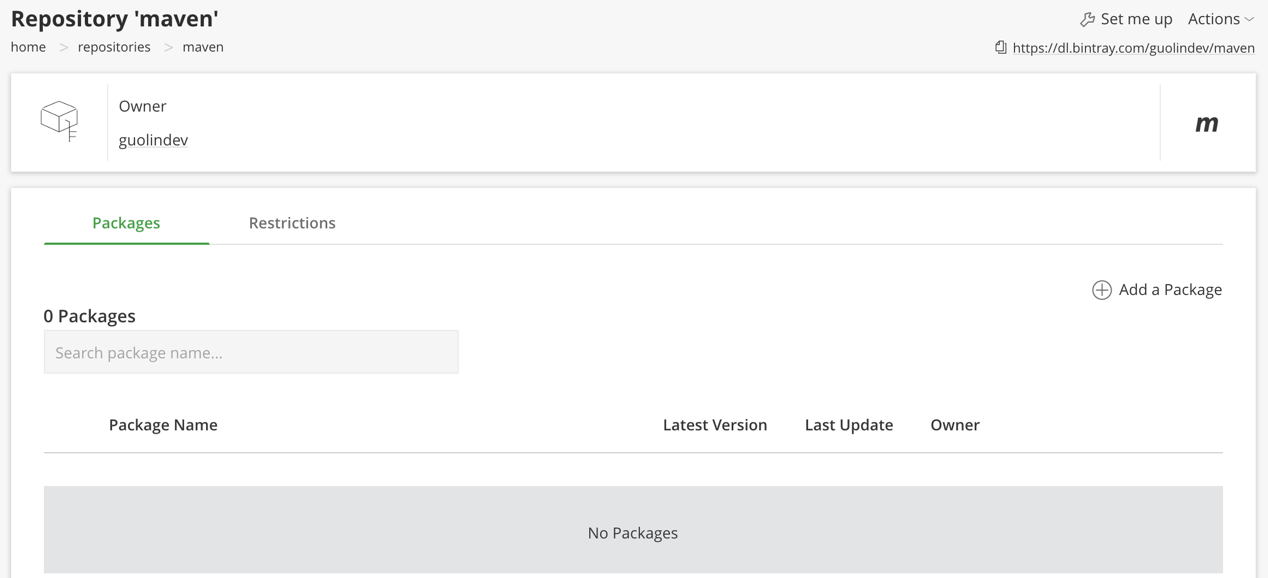 Repository 'maven'
Set me up Actions
home > repositories > maven
https://dl.bintray.com/guolindev/maven
Owner
guolindev
m
Packages Restrictions
Add a Package
0 Packages
Search package name...
Package Name Latest Version Last Update Owner
No Packages